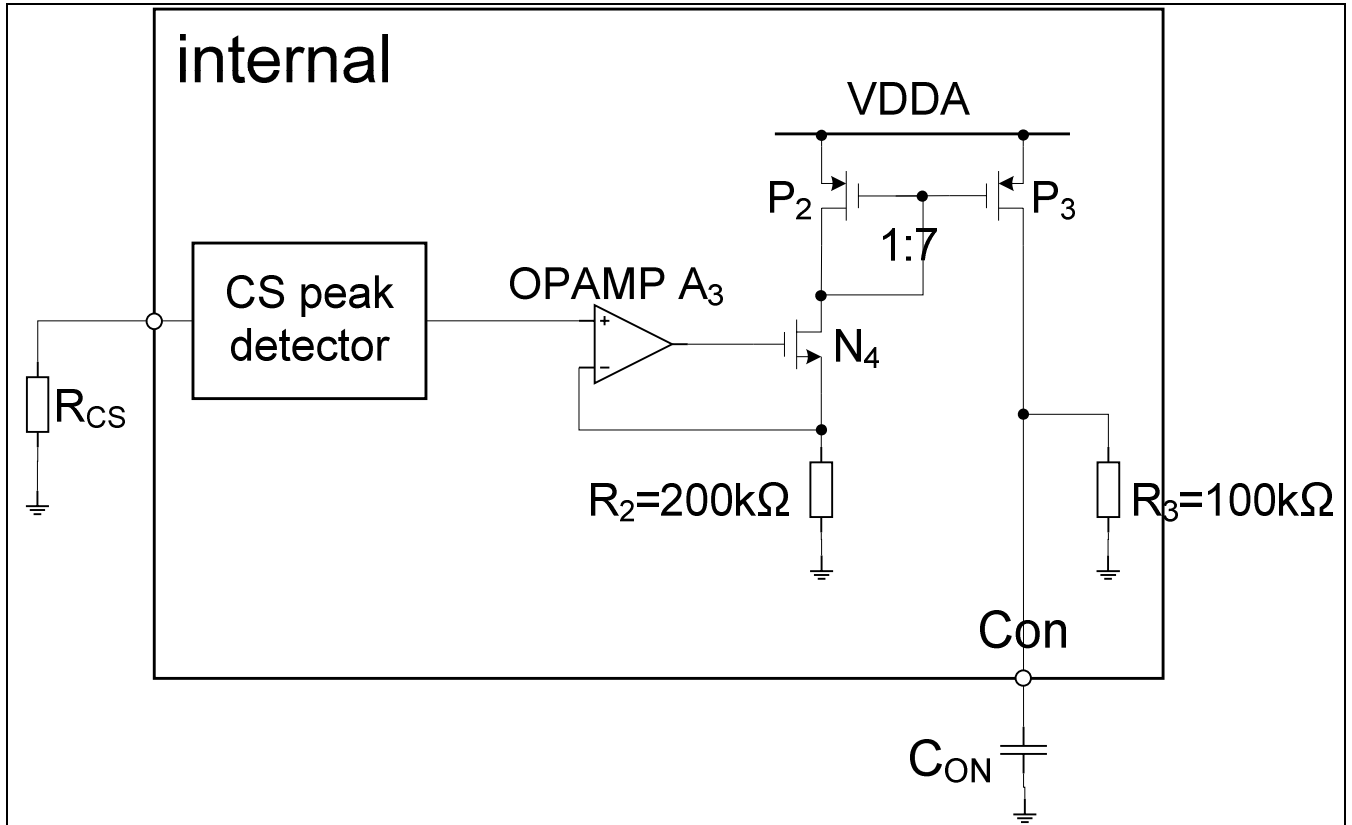 internal
VDDA
P2
P3
1:7
CS peak
detector
OPAMP A3
+
−
N4
RCS
R2=200kΩ
R3=100kΩ
Con
CON